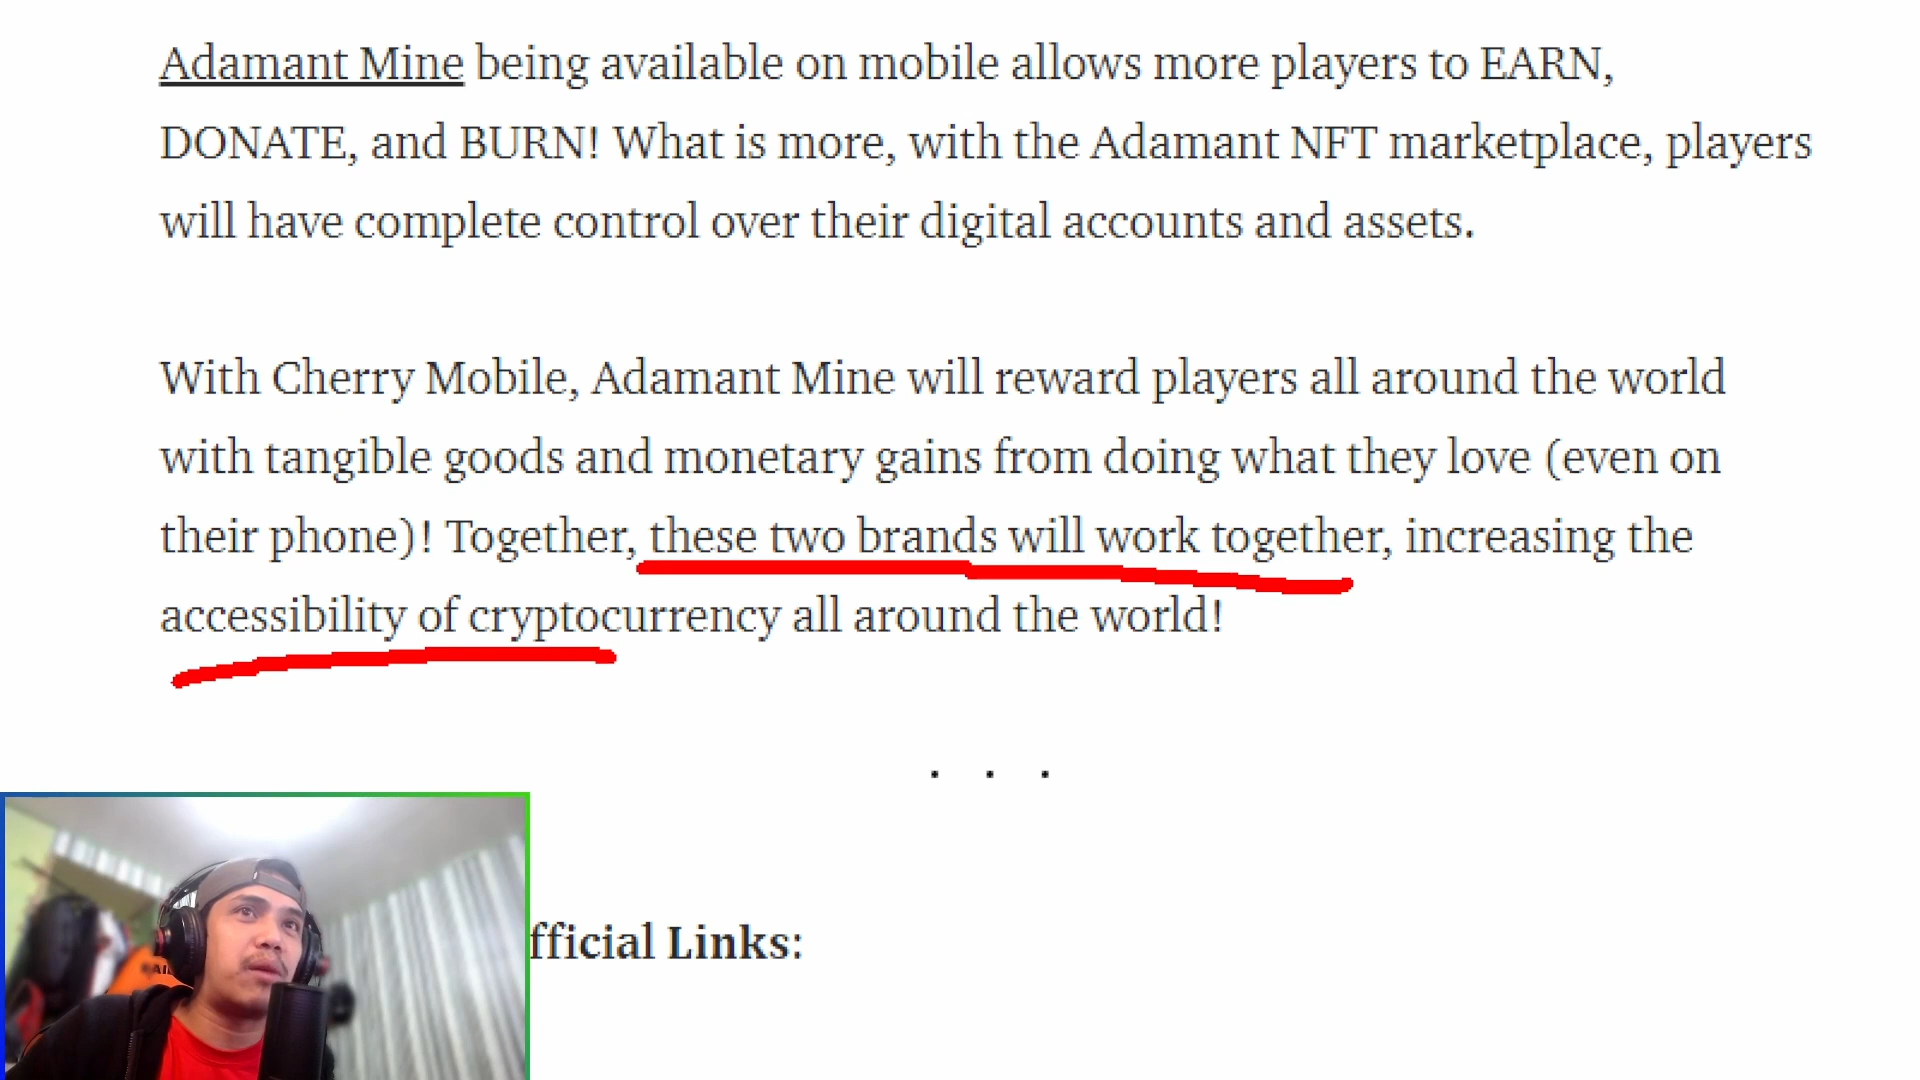 Adamant Mine being available on mobile allows more players to EARN,
DONATE, and BURN! What is more, with the Adamant NFT marketplace, players
will have complete control over their digital accounts and assets.
With Cherry Mobile, Adamant Mine will reward players all around the world
with tangible goods and monetary gains from doing what they love (even on
their phone)! Together, these two brands will work together, increasing the
accessibility of cryptocurrency all around the world!
. . .
fficial Links: